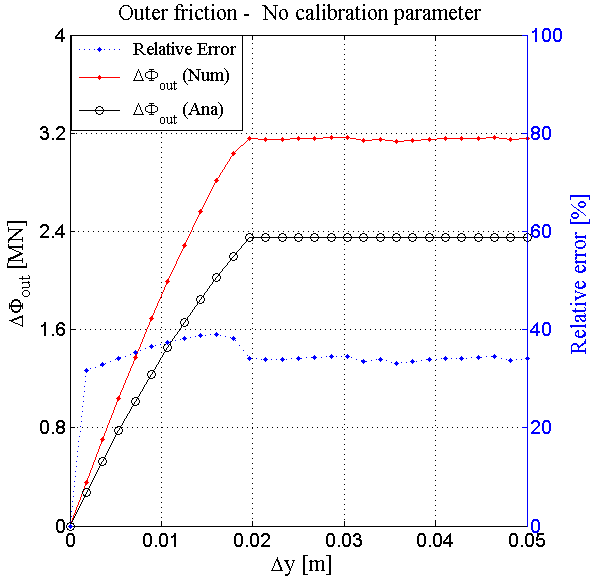 Outer friction - No calibration parameter
4
3.2
2.4
1.6
0.8
0
ΔΦout [MN]
Relative Error
ΔΦout (Num)
ΔΦout (Ana)
100
80
60
40
20
0
Relative error [%]
0 0.01 0.02 0.03 0.04 0.05
Δy [m]